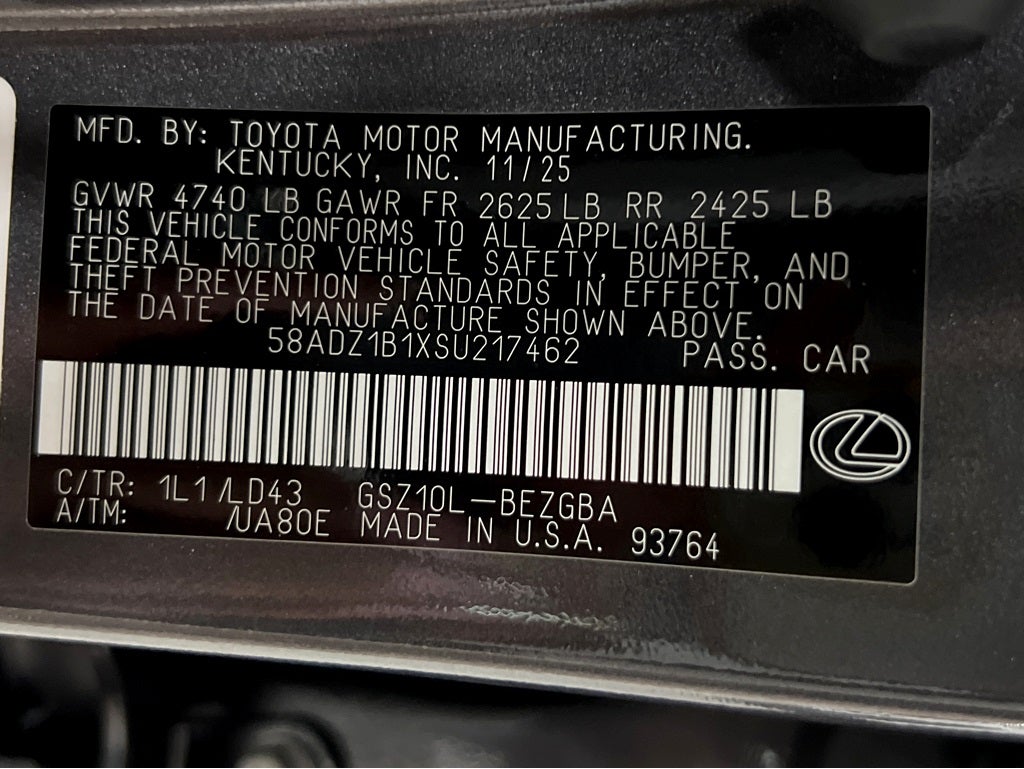 MFD. BY: TOYOTA MOTOR MANUFACTURING.
KENTUCKY, INC. 11/25
GVWR 4740 LB GAWR FR 2625 LB RR 2425 LB
THIS VEHICLE CONFORMS TO ALL APPLICABLE
FEDERAL MOTOR VEHICLE SAFETY, BUMPER, AND
THEFT PREVENTION STANDARDS IN EFFECT ON
THE DATE OF MANUFACTURE SHOWN ABOVE.
58ADZ1B1XSU217462 PASS. CAR
C/TR: 1L1/LD43 GSZ10L-BEZGBA
A/TM: /UA80E MADE IN U.S.A. 93764